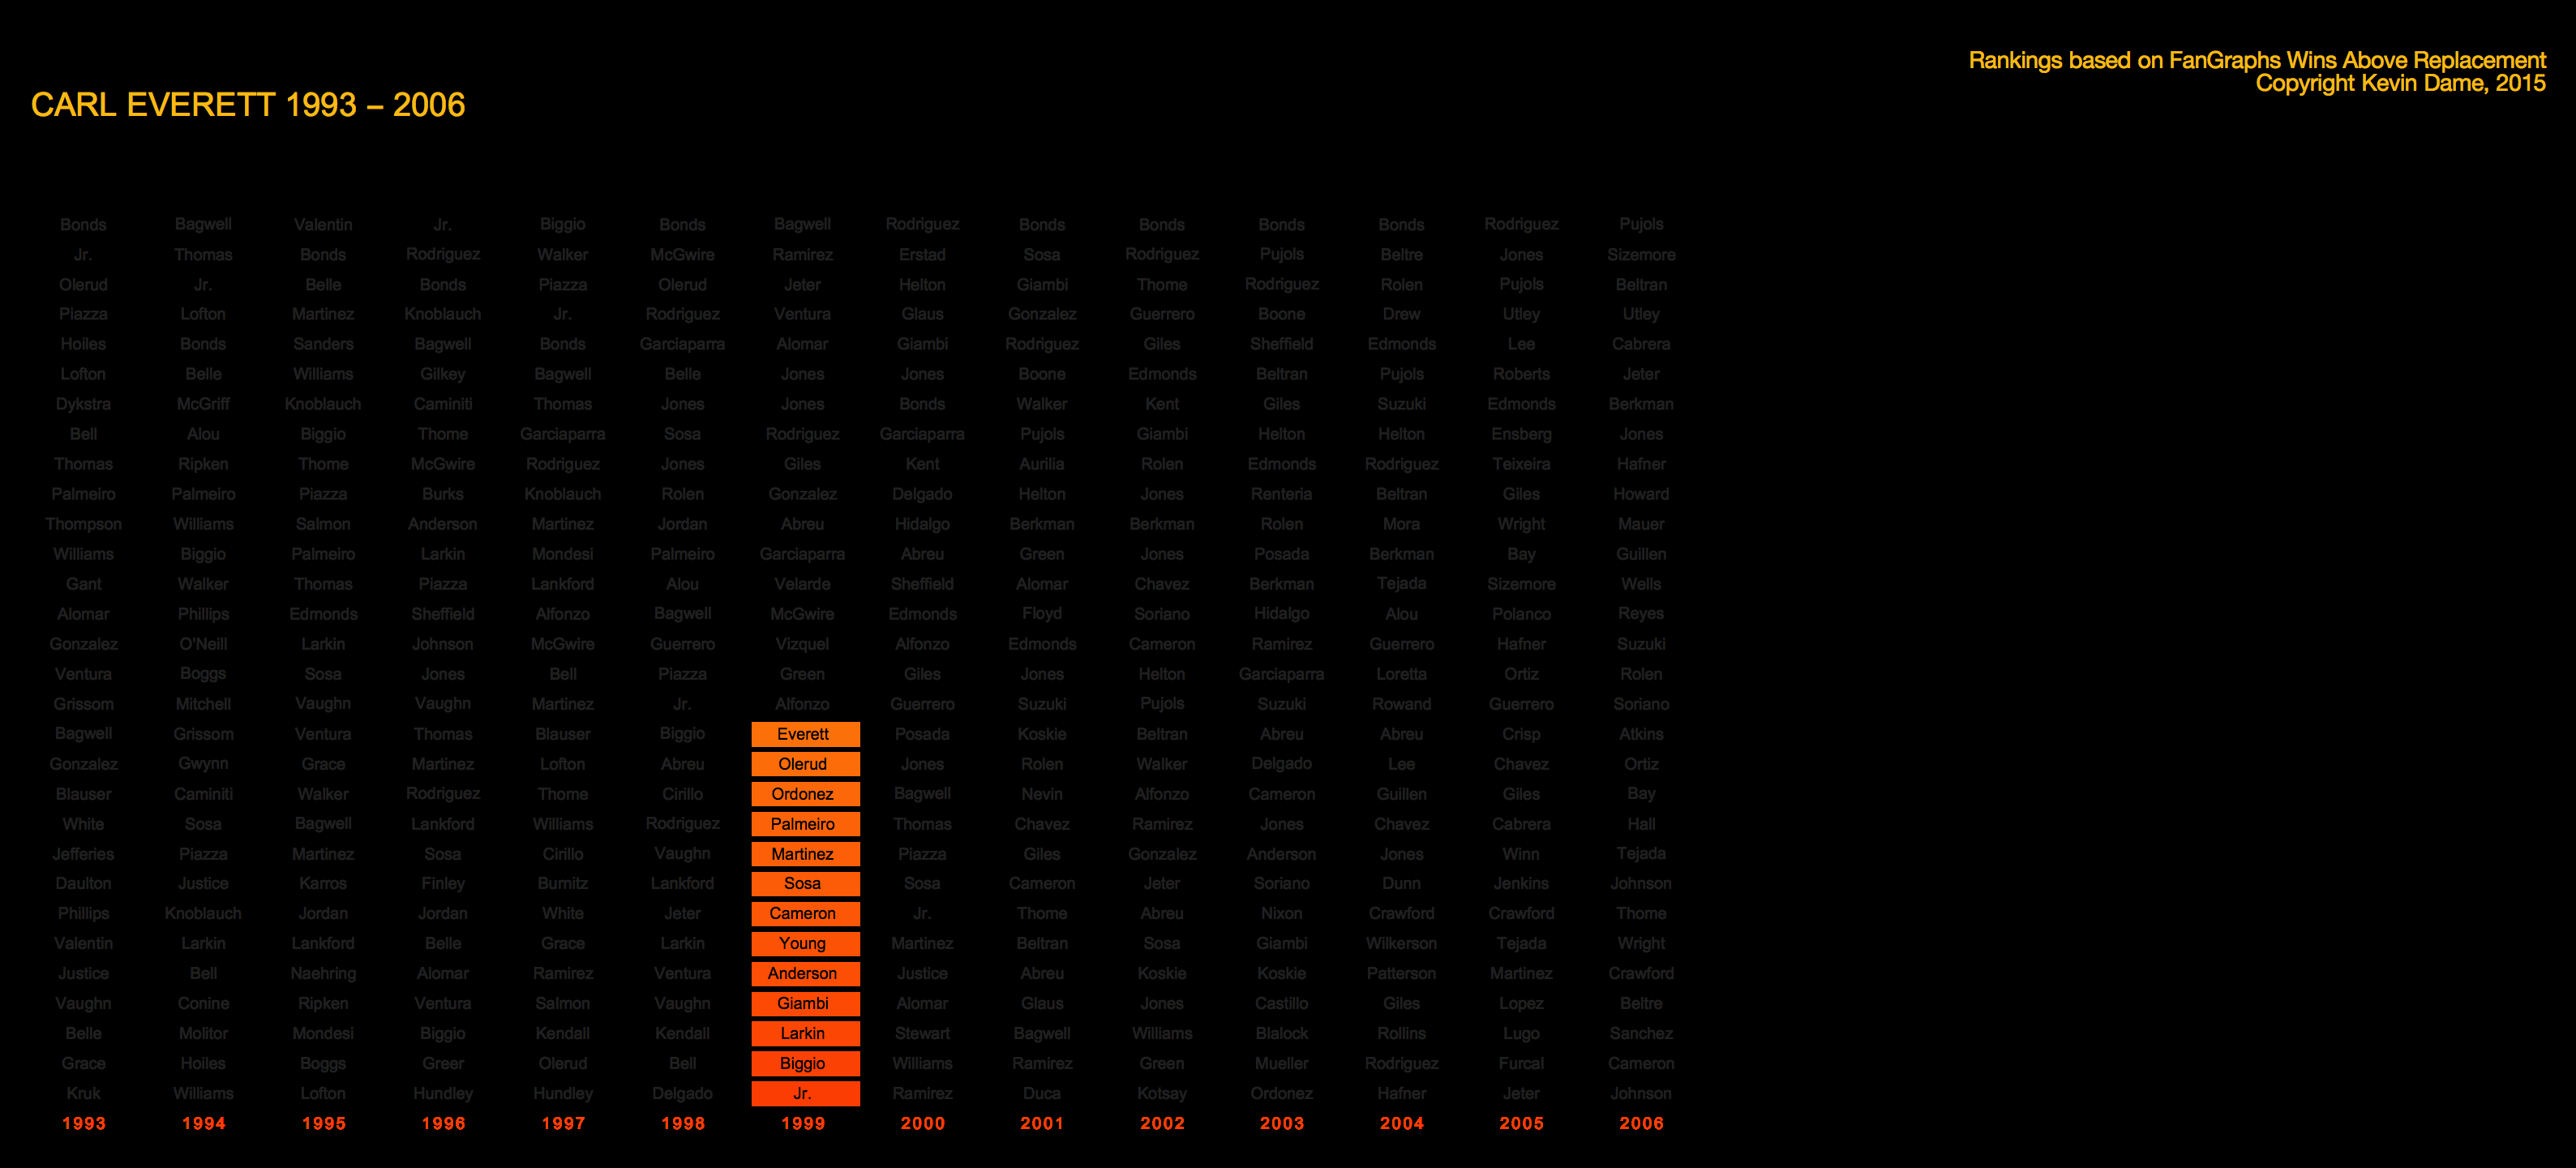 Rankings based on FanGraphs Wins Above Replacement
Copyright Kevin Dame, 2015
CARL EVERETT 1993 – 2006
Bonds Bagwell Valentin Jr. Biggio Bonds Bagwell Rodriguez Bonds Bonds Bonds Bonds Rodriguez Pujols
Jr. Thomas Bonds Rodriguez Walker McGwire Ramirez Erstad Sosa Rodriguez Pujols Beltre Jones Sizemore
Olerud Jr. Belle Bonds Piazza Olerud Jeter Helton Giambi Thome Rodriguez Rolen Pujols Beltran
Piazza Lofton Martinez Knoblauch Jr. Rodriguez Ventura Glaus Gonzalez Guerrero Boone Drew Utley Utley
Hoiles Bonds Sanders Bagwell Bonds Garciaparra Alomar Giambi Rodriguez Giles Sheffield Edmonds Lee Cabrera
Lofton Belle Williams Gilkey Bagwell Belle Jones Jones Boone Edmonds Beltran Pujols Roberts Jeter
Dykstra McGriff Knoblauch Caminiti Thomas Jones Jones Bonds Walker Kent Giles Suzuki Edmonds Berkman
Bell Alou Biggio Thome Garciaparra Sosa Rodriguez Garciaparra Pujols Giambi Helton Helton Ensberg Jones
Thomas Ripken Thome McGwire Rodriguez Jones Giles Kent Aurilia Rolen Edmonds Rodriguez Teixeira Hafner
Palmeiro Palmeiro Piazza Burks Knoblauch Rolen Gonzalez Delgado Helton Jones Renteria Beltran Giles Howard
Thompson Williams Salmon Anderson Martinez Jordan Abreu Hidalgo Berkman Berkman Rolen Mora Wright Mauer
Williams Biggio Palmeiro Larkin Mondesi Palmeiro Garciaparra Abreu Green Jones Posada Berkman Bay Guillen
Gant Walker Thomas Piazza Lankford Alou Velarde Sheffield Alomar Chavez Berkman Tejada Sizemore Wells
Alomar Phillips Edmonds Sheffield Alfonzo Bagwell McGwire Edmonds Floyd Soriano Hidalgo Alou Polanco Reyes
Gonzalez O'Neill Larkin Johnson McGwire Guerrero Vizquel Alfonzo Edmonds Cameron Ramirez Guerrero Hafner Suzuki
Ventura Boggs Sosa Jones Bell Piazza Green Giles Jones Helton Garciaparra Loretta Ortiz Rolen
Grissom Mitchell Vaughn Vaughn Martinez Jr. Alfonzo Guerrero Suzuki Pujols Suzuki Rowand Guerrero Soriano
Bagwell Grissom Ventura Thomas Blauser Biggio Everett Posada Koskie Beltran Abreu Abreu Crisp Atkins
Gonzalez Gwynn Grace Martinez Lofton Abreu Olerud Jones Rolen Walker Delgado Lee Chavez Ortiz
Blauser Caminiti Walker Rodriguez Thome Cirillo Ordonez Bagwell Nevin Alfonzo Cameron Guillen Giles Bay
White Sosa Bagwell Lankford Williams Rodriguez Palmeiro Thomas Chavez Ramirez Jones Chavez Cabrera Hall
Jefferies Piazza Martinez Sosa Cirillo Vaughn Martinez Piazza Giles Gonzalez Anderson Jones Winn Tejada
Daulton Justice Karros Finley Burnitz Lankford Sosa Sosa Cameron Jeter Soriano Dunn Jenkins Johnson
Phillips Knoblauch Jordan Jordan White Jeter Cameron Jr. Thome Abreu Nixon Crawford Crawford Thome
Valentin Larkin Lankford Belle Grace Larkin Young Martinez Beltran Sosa Giambi Wilkerson Tejada Wright
Justice Bell Naehring Alomar Ramirez Ventura Anderson Justice Abreu Koskie Koskie Patterson Martinez Crawford
Vaughn Conine Ripken Ventura Salmon Vaughn Giambi Alomar Glaus Jones Castillo Giles Lopez Beltre
Belle Molitor Mondesi Biggio Kendall Kendall Larkin Stewart Bagwell Williams Blalock Rollins Lugo Sanchez
Grace Hoiles Boggs Greer Olerud Bell Biggio Williams Ramirez Green Mueller Rodriguez Furcal Cameron
Kruk Williams Lofton Hundley Hundley Delgado Jr. Ramirez Duca Kotsay Ordonez Hafner Jeter Johnson
1993 1994 1995 1996 1997 1998 1999 2000 2001 2002 2003 2004 2005 2006